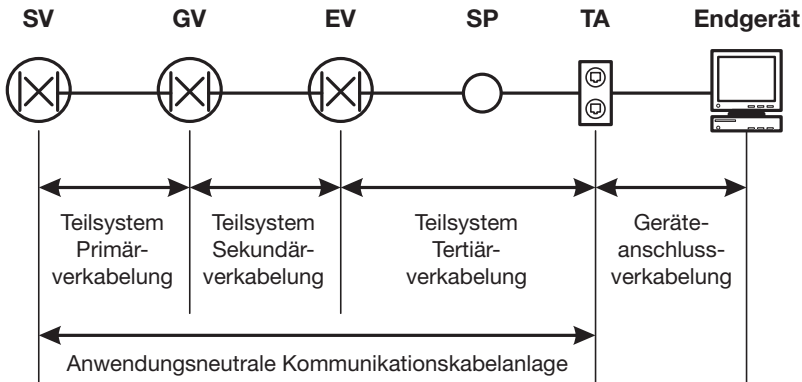 SV GV EV SP TA Endgerät
Teilsystem
Primär-
verkabelung
Teilsystem
Sekundär-
verkabelung
Teilsystem
Tertiär-
verkabelung
Geräte-
anschluss-
verkabelung
Anwendungsneutrale Kommunikationskabelanlage